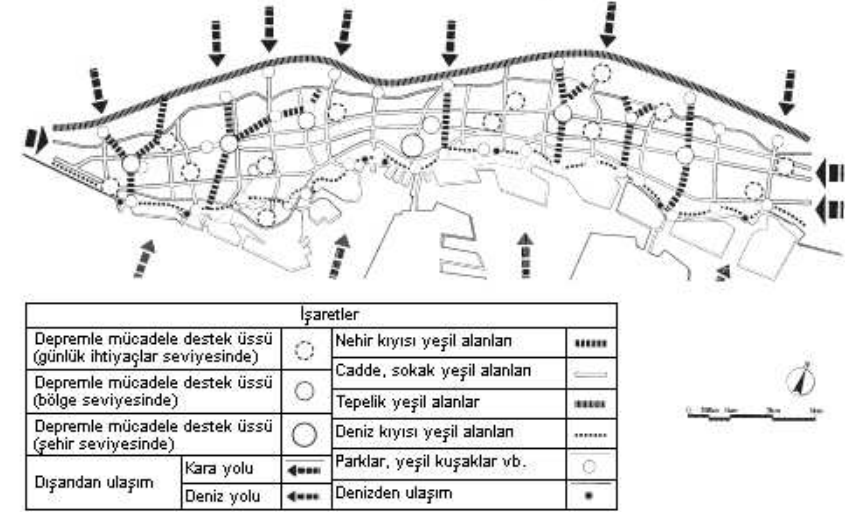 İşaretler
Depremle mücadele destek üssü
(günlük ihtiyaçlar seviyesinde)
Nehir kıyısı yeşil alanları
Cadde, sokak yeşil alanları
Depremle mücadele destek üssü
(bölge seviyesinde)
Tepelik yeşil alanlar
Depremle mücadele destek üssü
(şehir seviyesinde)
Deniz kıyısı yeşil alanları
Dışarıdan ulaşım
Kara yolu
Parklar, yeşil kuşaklar vb.
Deniz yolu
Denizden ulaşım
0